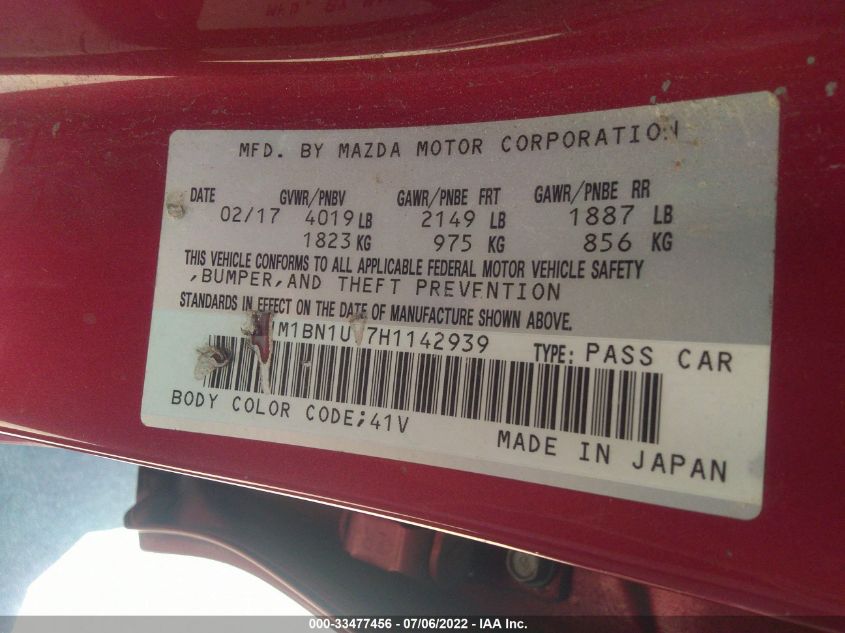 MFD. BY MAZDA MOTOR CORPORATION
DATE GVWR/PNBV GAWR/PNBE FRT GAWR/PNBE RR
02/17 4019 LB 2149 LB 1887 LB
1823 KG 975 KG 856 KG
THIS VEHICLE CONFORMS TO ALL APPLICABLE FEDERAL MOTOR VEHICLE SAFETY
,BUMPER,AND THEFT PREVENTION
STANDARDS IN EFFECT ON THE DATE OF MANUFACTURE SHOWN ABOVE.
TYPE: PASS CAR
BODY COLOR CODE;41V
MADE IN JAPAN
000-33477456 - 07/06/2022 - IAA Inc.